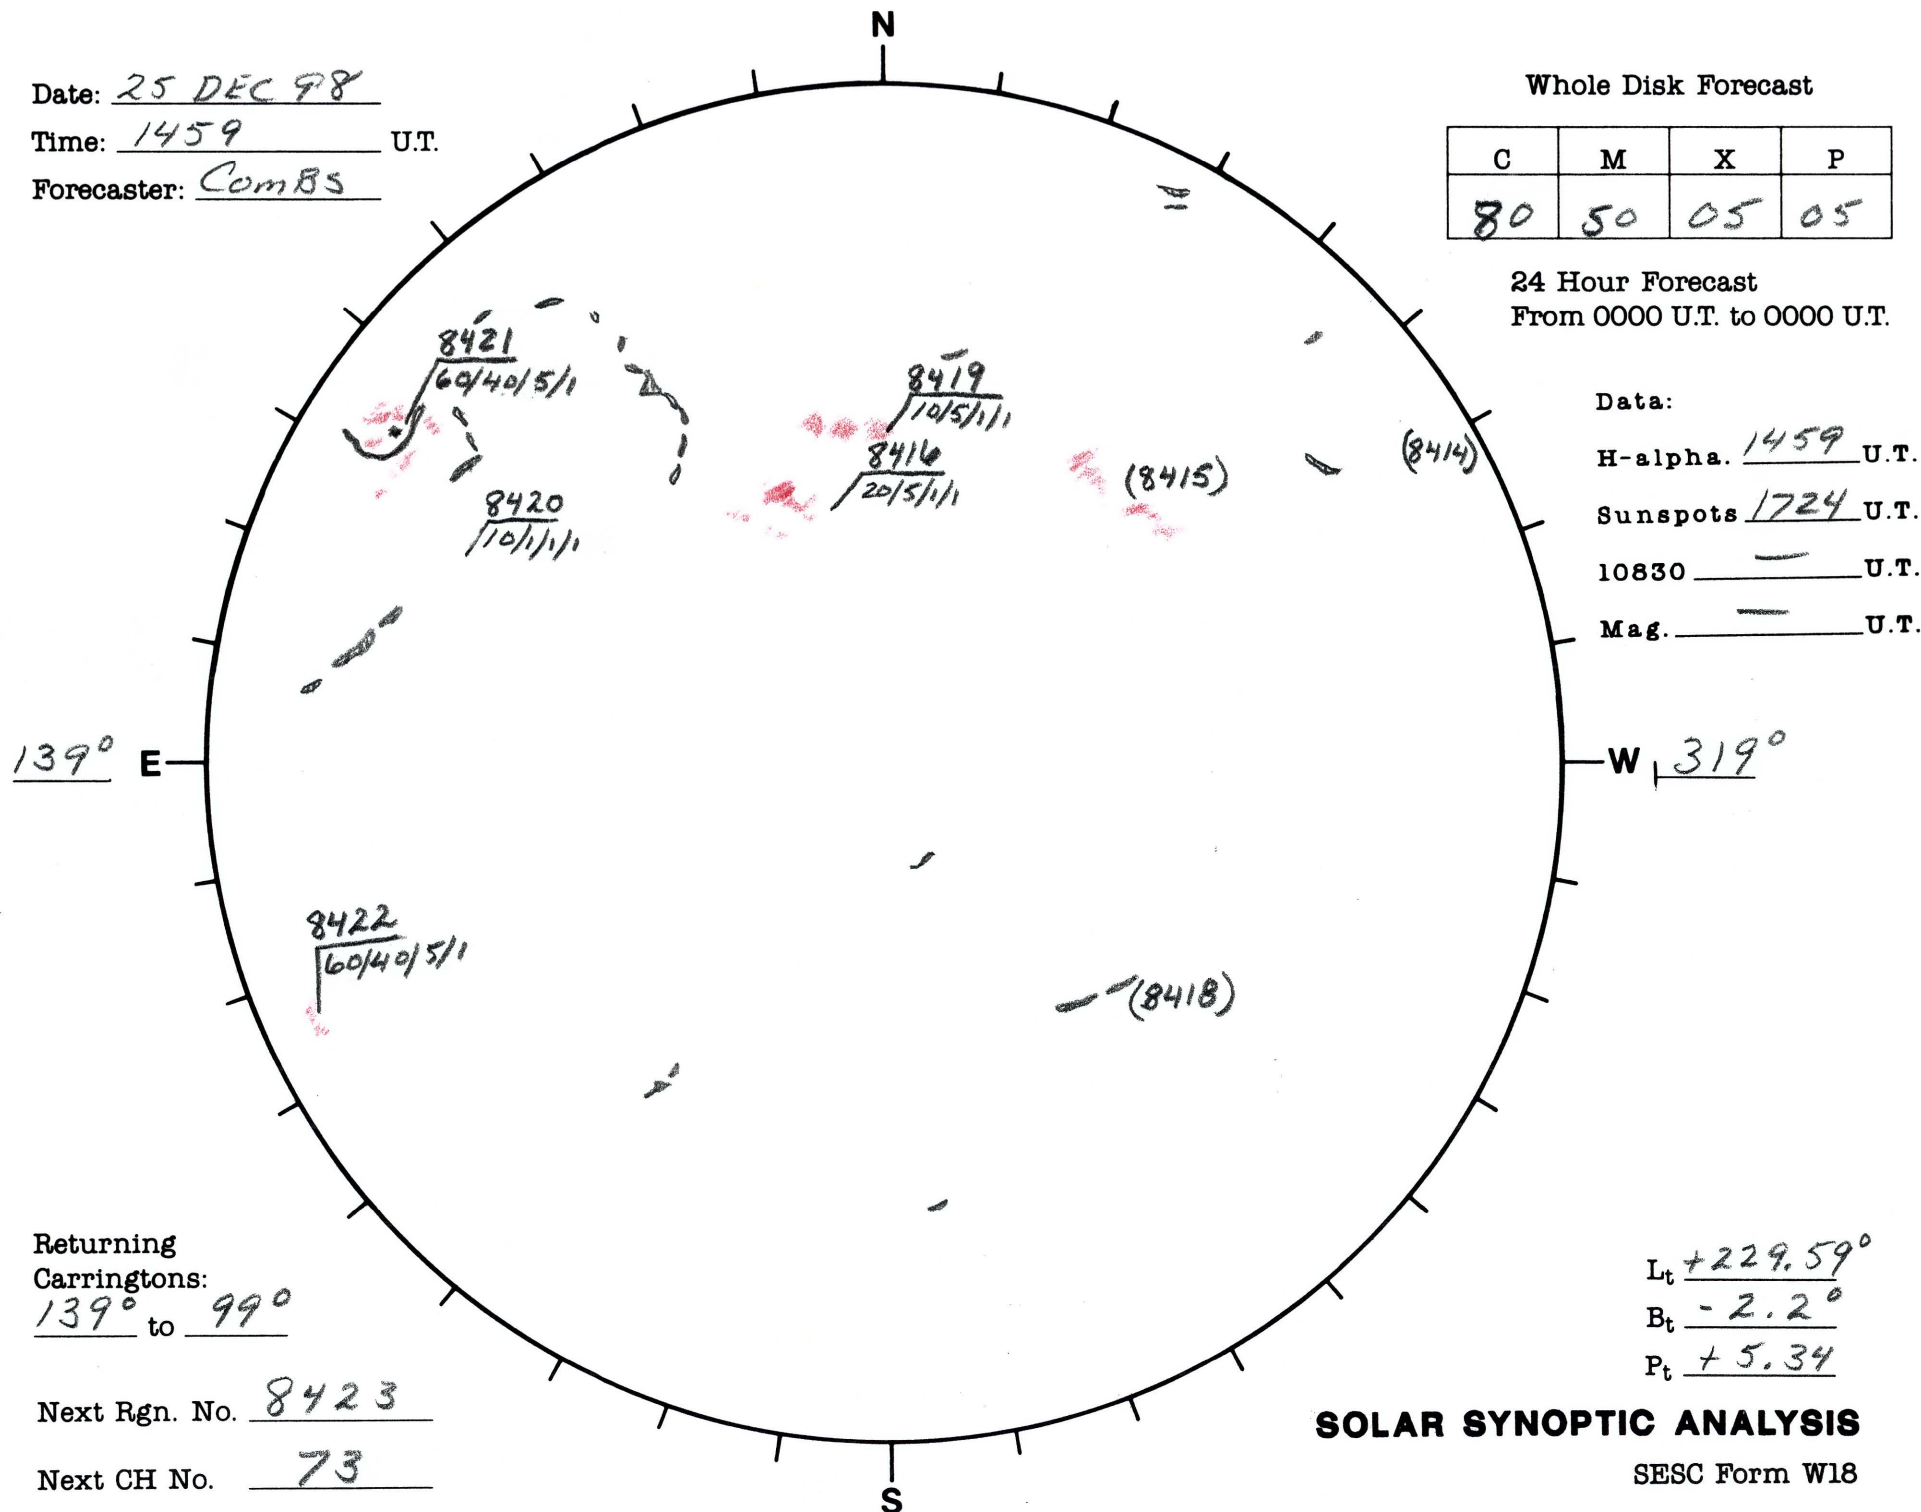 N
Date: 25 DEC 98
Time: 1459 U.T.
Forecaster: ComBS
Whole Disk Forecast
C M X P
80 50 05 05
24 Hour Forecast
From 0000 U.T. to 0000 U.T.
Data:
H-alpha. 1459 U.T.
Sunspots 1724 U.T.
10830 — U.T.
Mag. — U.T.
8421
60/40/5/1
8419
10/5/1/1
8416
20/5/1/1
(8415)
(8414)
8420
10/1/1/1
139° E
W 319°
8422
60/40/5/1
(8418)
Returning
Carringtons:
139° to 99°
Next Rgn. No. 8423
Next CH No. 73
Lt +229.59°
Bt -2.2°
Pt +5.34
SOLAR SYNOPTIC ANALYSIS
SESC Form W18
S